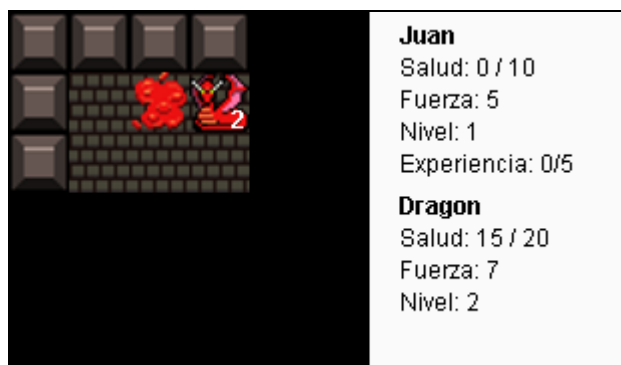 2
Juan
Salud: 0 / 10
Fuerza: 5
Nivel: 1
Experiencia: 0/5
Dragon
Salud: 15 / 20
Fuerza: 7
Nivel: 2